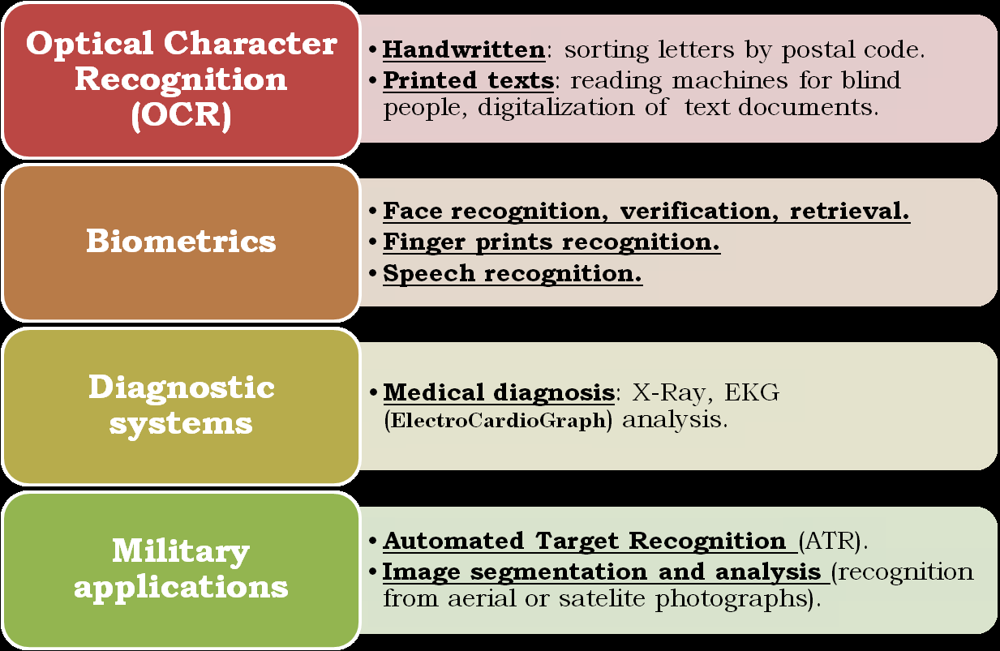 Optical Character
Recognition
(OCR)
• Handwritten: sorting letters by postal code.
• Printed texts: reading machines for blind
people, digitalization of text documents.
Biometrics
• Face recognition, verification, retrieval.
• Finger prints recognition.
• Speech recognition.
Diagnostic
systems
• Medical diagnosis: X-Ray, EKG
(ElectroCardioGraph) analysis.
Military
applications
• Automated Target Recognition (ATR).
• Image segmentation and analysis (recognition
from aerial or satelite photographs).